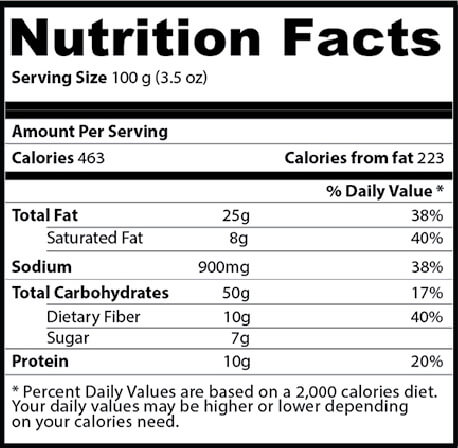 Nutrition Facts
Serving Size 100 g (3.5 oz)
Amount Per Serving
Calories 463 Calories from fat 223
% Daily Value *
Total Fat 25g 38%
Saturated Fat 8g 40%
Sodium 900mg 38%
Total Carbohydrates 50g 17%
Dietary Fiber 10g 40%
Sugar 7g
Protein 10g 20%
* Percent Daily Values are based on a 2,000 calories diet.
Your daily values may be higher or lower depending
on your calories need.